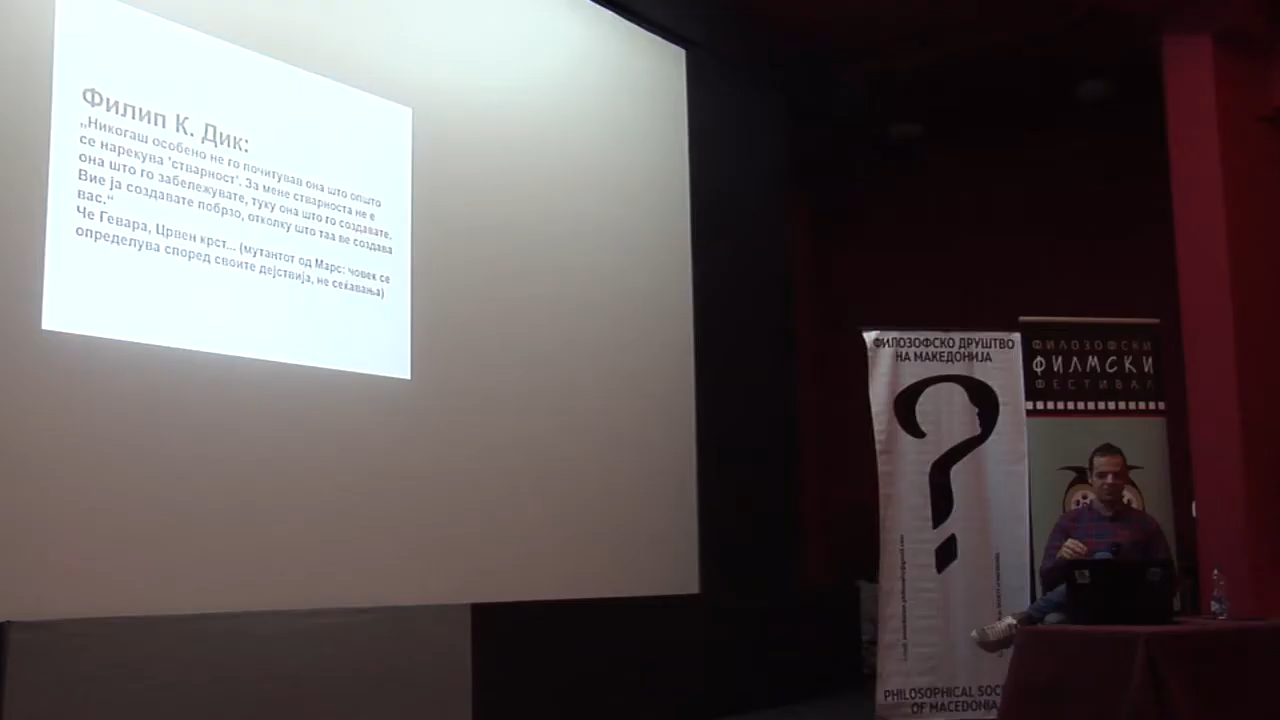 Филип К. Дик:
„Никогаш особено не го почитував она што општо
се нарекува 'стварност'. За мене стварноста не е
она што го забележувате, туку она што го создавате.
Вие ја создавате побрзо, отколку што таа ве создава
вас.“
Че Гевара, Црвен крст... (мутантот од Марс: човек се
определува според своите дејствија, не сеќавања)
ФИЛОЗОФСКО ДРУШТВО
НА МАКЕДОНИЈА
PHILOSOPHICAL SOC
OF MACEDONIA
ФИЛОЗОФСКИ
ФИЛМСКИ
ФЕСТИВАЛ